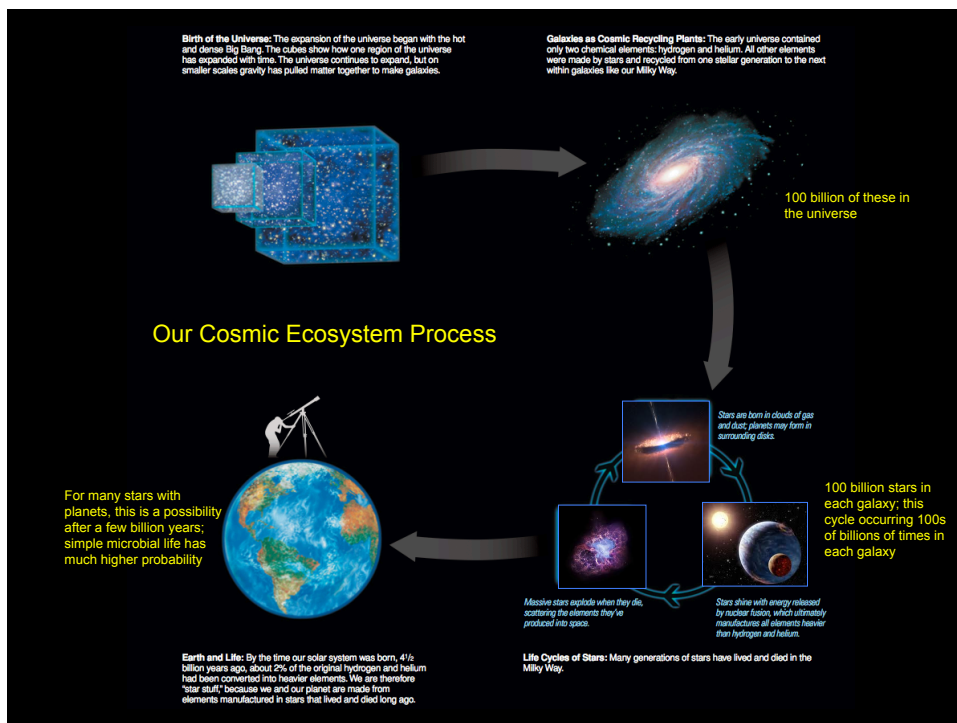 Birth of the Universe: The expansion of the universe began with the hot
and dense Big Bang. The cubes show how one region of the universe
has expanded with time. The universe continues to expand, but on
smaller scales gravity has pulled matter together to make galaxies.
Galaxies as Cosmic Recycling Plants: The early universe contained
only two chemical elements: hydrogen and helium. All other elements
were made by stars and recycled from one stellar generation to the next
within galaxies like our Milky Way.
100 billion of these in
the universe
Our Cosmic Ecosystem Process
Stars are born in clouds of gas
and dust; planets may form in
surrounding disks.
100 billion stars in
each galaxy; this
cycle occurring 100s
of billions of times in
each galaxy
Stars shine with energy released
by nuclear fusion, which ultimately
manufactures all elements heavier
than hydrogen and helium.
Massive stars explode when they die,
scattering the elements they've
produced into space.
Life Cycles of Stars: Many generations of stars have lived and died in the
Milky Way.
For many stars with
planets, this is a possibility
after a few billion years;
simple microbial life has
much higher probability
Earth and Life: By the time our solar system was born, 4 1/2
billion years ago, about 2% of the original hydrogen and helium
had been converted into heavier elements. We are therefore
"star stuff," because we and our planet are made from
elements manufactured in stars that lived and died long ago.